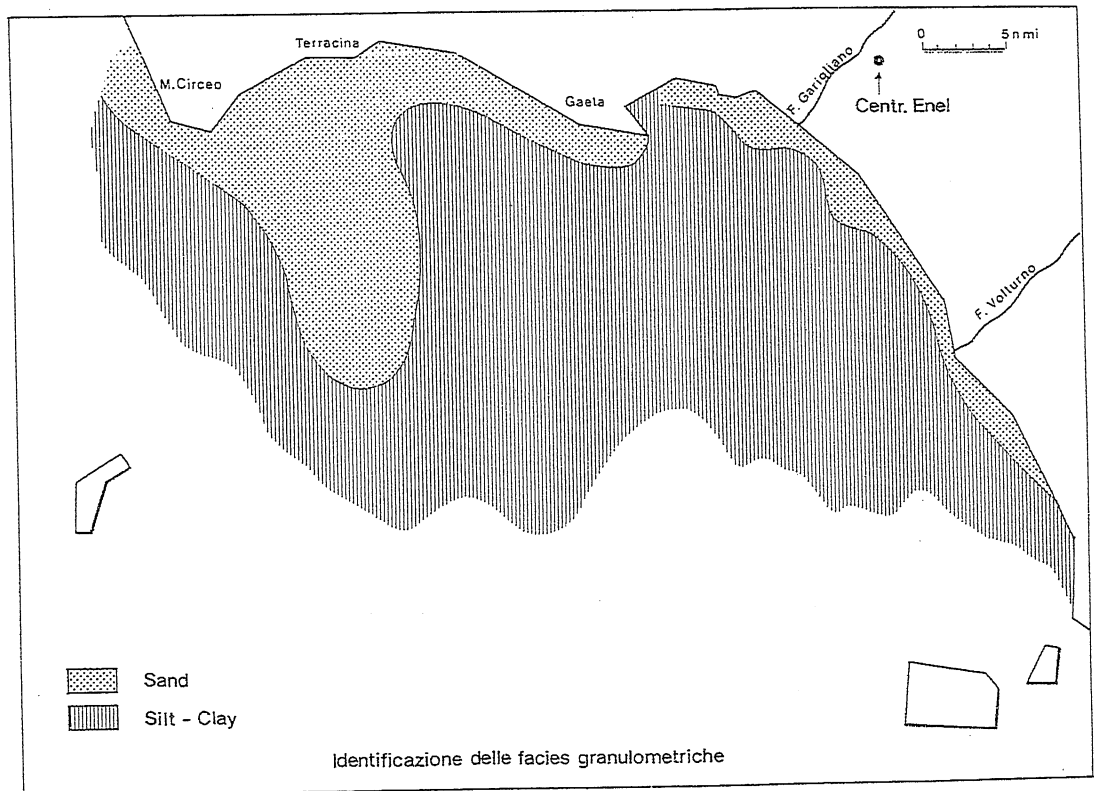 Terracina
M. Circeo
Gaeta
F. Garigliano
0 5 n mi
Centr. Enel
F. Volturno
Sand
Silt - Clay
Identificazione delle facies granulometriche